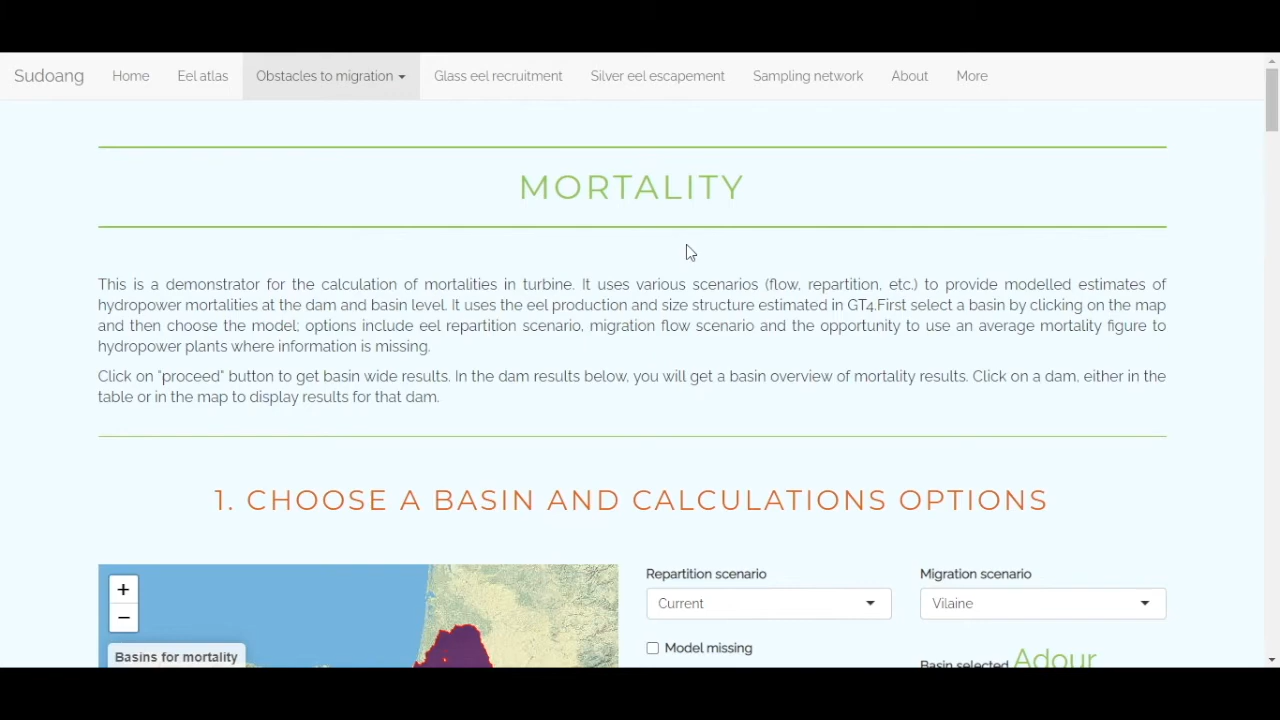 Sudoang Home Eel atlas Obstacles to migration Glass eel recruitment Silver eel escapement Sampling network About More
MORTALITY
This is a demonstrator for the calculation of mortalities in turbine. It uses various scenarios (flow, repartition, etc.) to provide modelled estimates of
hydropower mortalities at the dam and basin level. It uses the eel production and size structure estimated in GT4.First select a basin by clicking on the map
and then choose the model; options include eel repartition scenario, migration flow scenario and the opportunity to use an average mortality figure to
hydropower plants where information is missing.
Click on "proceed" button to get basin wide results. In the dam results below, you will get a basin overview of mortality results. Click on a dam, either in the
table or in the map to display results for that dam.
1. CHOOSE A BASIN AND CALCULATIONS OPTIONS
+
−
Basins for mortality
Repartition scenario
Current
Model missing
Migration scenario
Vilaine
Basin selected Adour